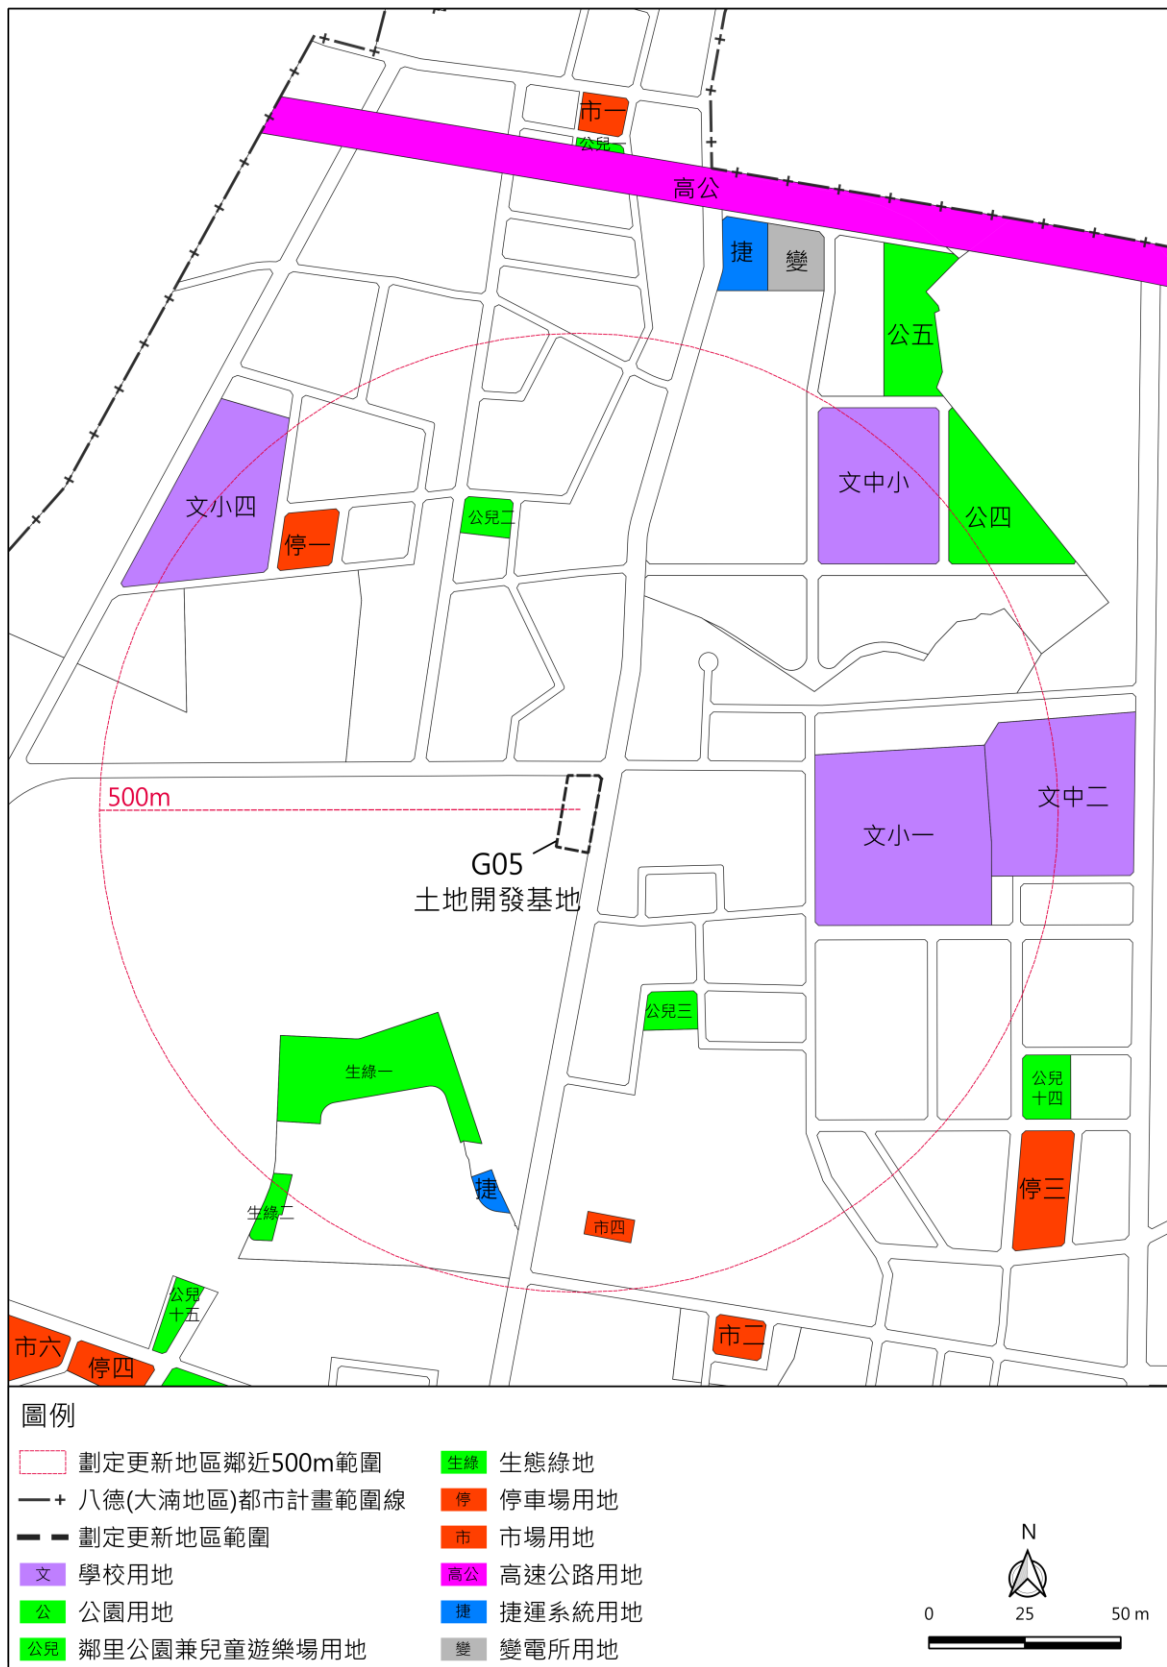 市一
公兒一
高公
捷
變
公五
文中小
公四
文小四
停一
公兒二
500m
G05
土地開發基地
文中二
文小一
公兒三
生綠一
公兒
十四
捷
停三
生綠二
市四
公兒
十五
市六
停四
市二
圖例
劃定更新地區鄰近500m範圍
八德(大湳地區)都市計畫範圍線
劃定更新地區範圍
文 學校用地
公 公園用地
公兒 鄰里公園兼兒童遊樂場用地
生綠 生態綠地
停 停車場用地
市 市場用地
高公 高速公路用地
捷 捷運系統用地
變 變電所用地
N
0 25 50 m